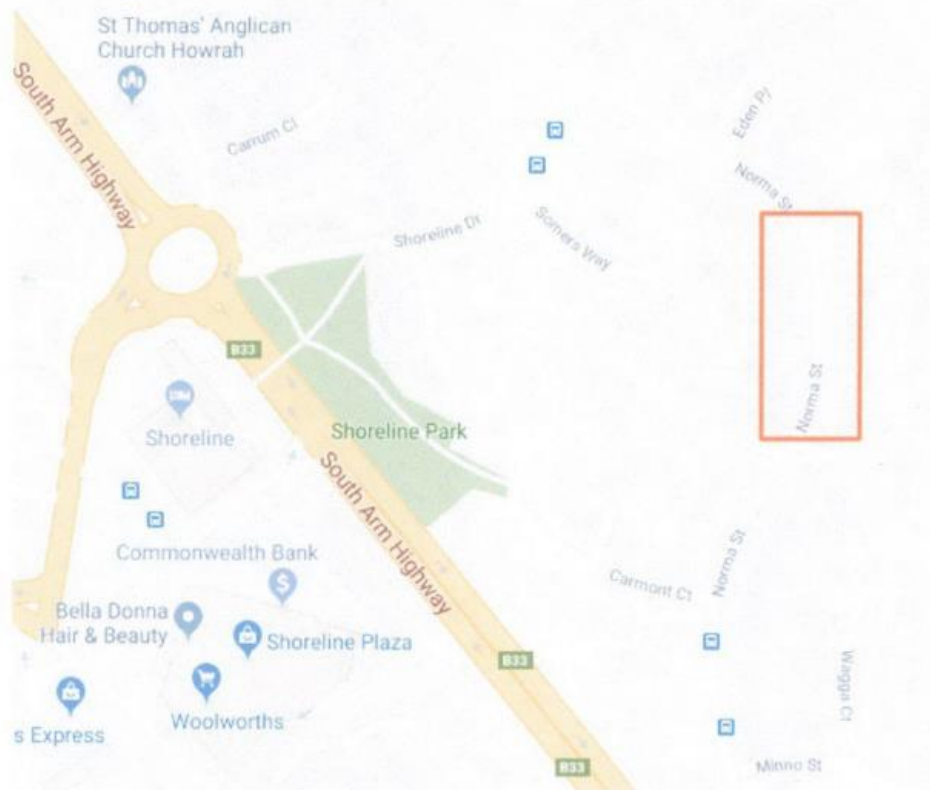 St Thomas' Anglican
Church Howrah
South Arm Highway
Carrum Cl
Eden Pl
Norma St
Shoreline Dr
Somers Way
B33
Shoreline
Shoreline Park
Norma St
South Arm Highway
Commonwealth Bank
Norma St
Carmont Ct
Bella Donna
Hair & Beauty
Shoreline Plaza
B33
Wagga Ct
Woolworths
s Express
Minno St
B33